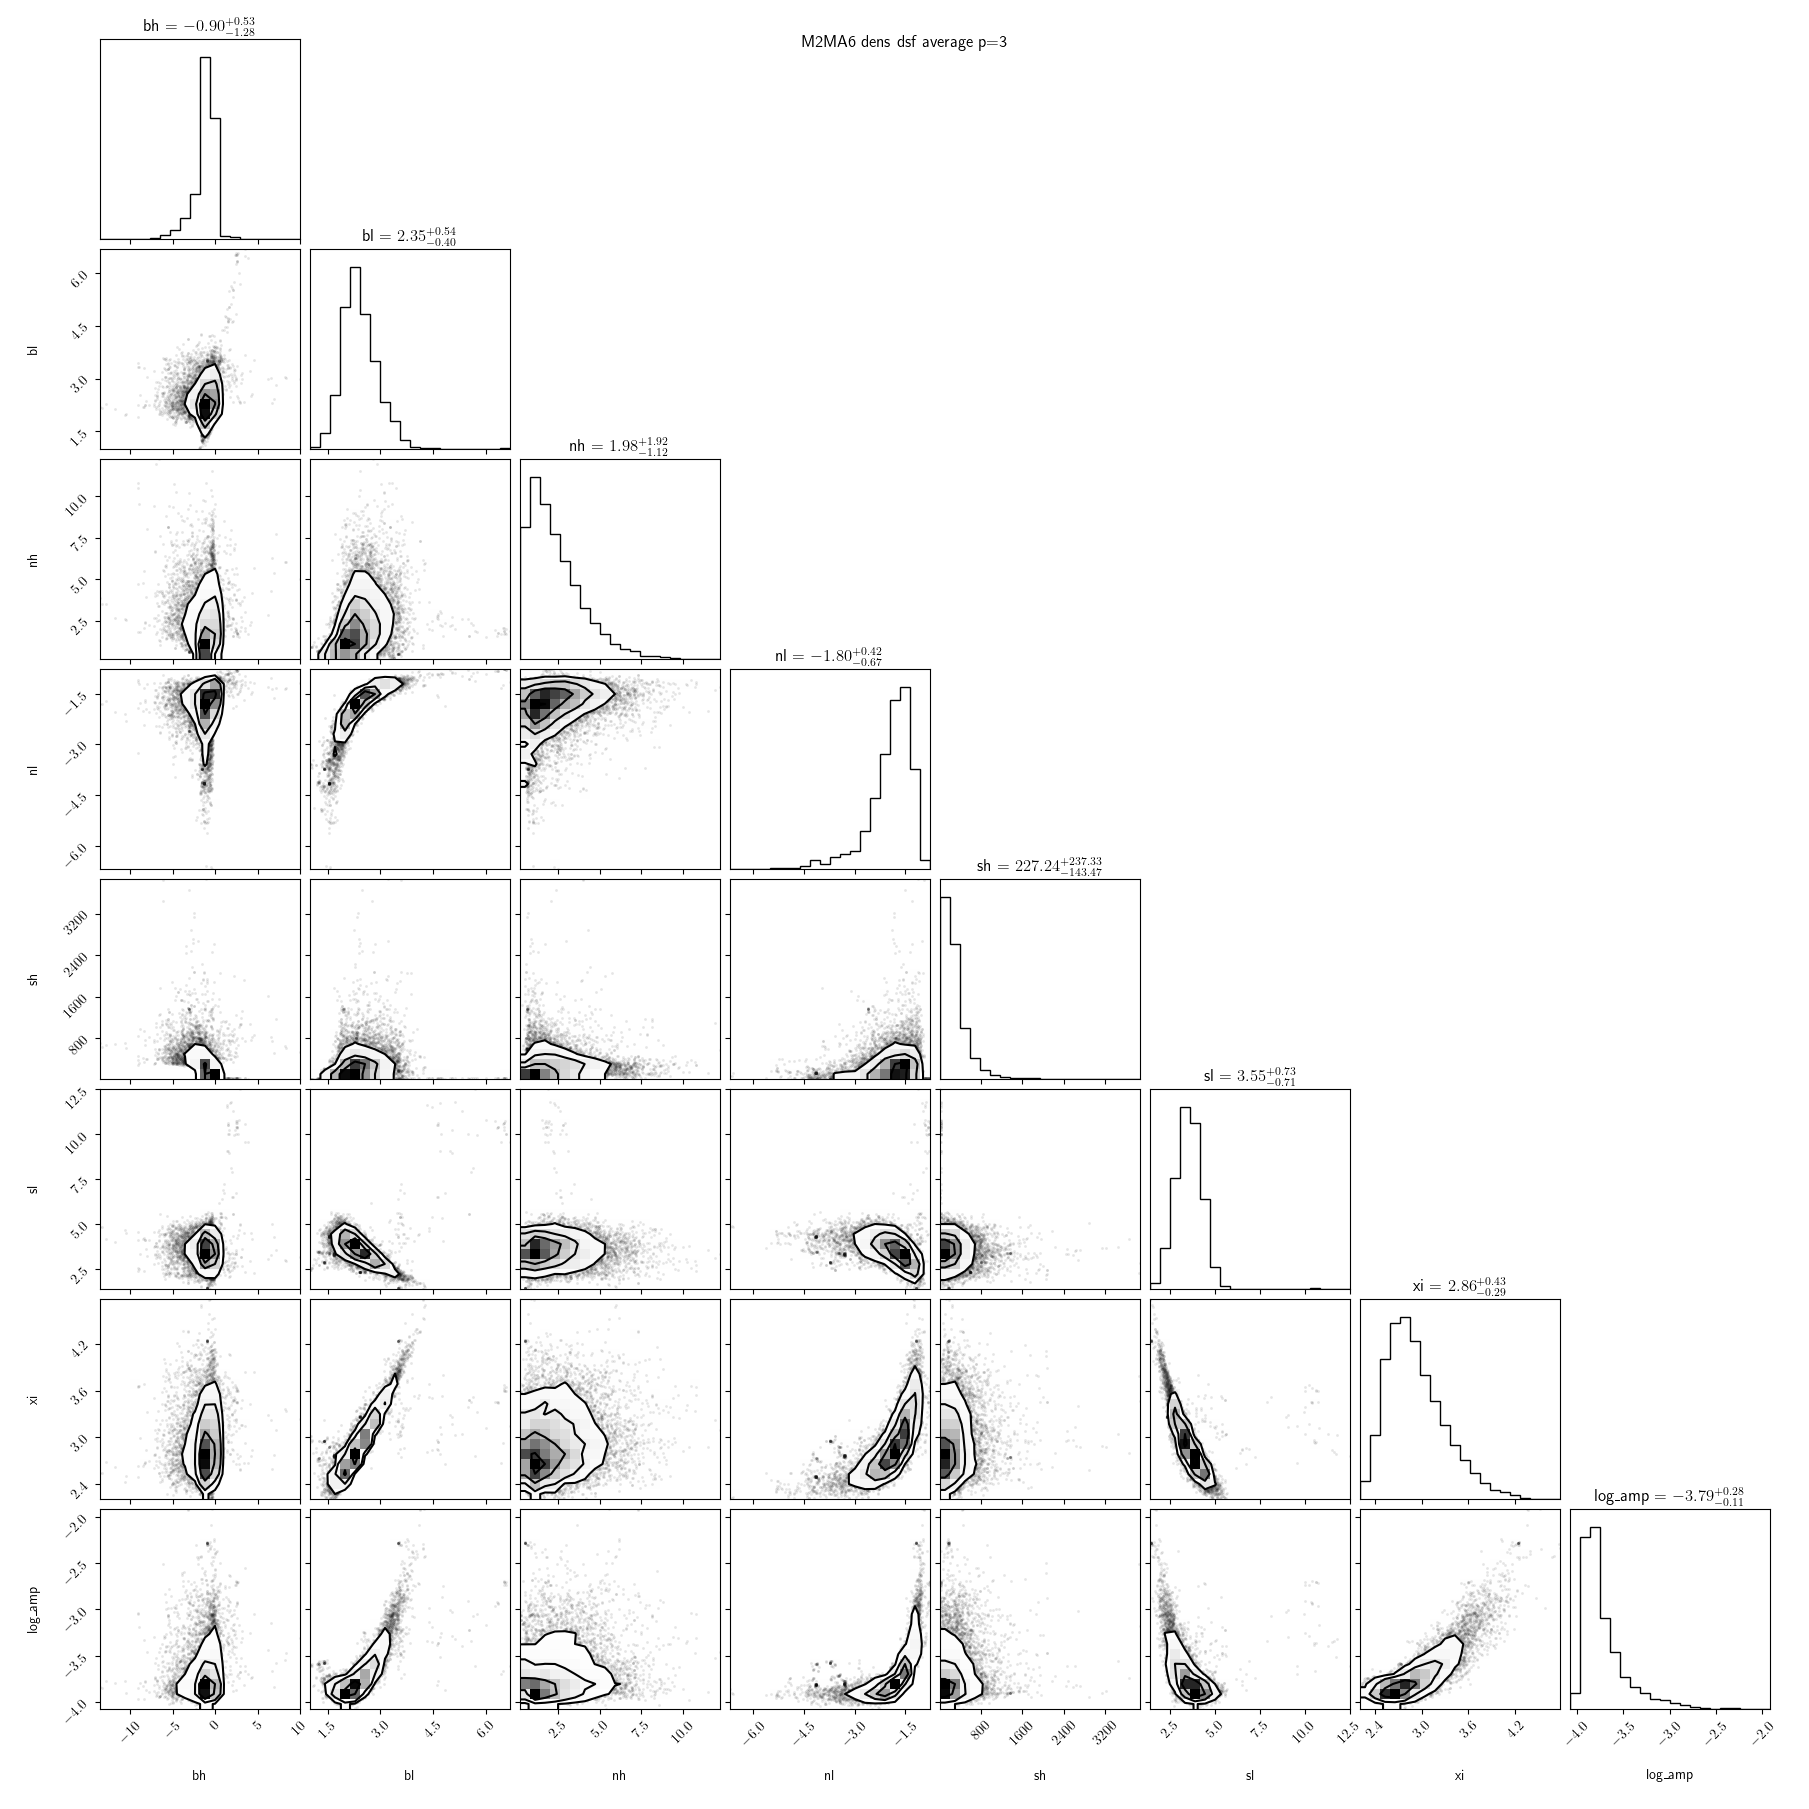 M2MA6 dens dsf average p=3
bh = −0.90 +0.53 −1.28
bl = 2.35 +0.54 −0.40
6.0
4.5
3.0
1.5
bl
nh = 1.98 +1.92 −1.12
10.0
7.5
5.0
2.5
nh
nl = −1.80 +0.42 −0.67
−1.5
−3.0
−4.5
−6.0
nl
sh = 227.24 +237.33 −143.47
3200
2400
1600
800
sh
sl = 3.55 +0.73 −0.71
12.5
10.0
7.5
5.0
2.5
sl
xi = 2.86 +0.43 −0.29
4.2
3.6
3.0
2.4
xi
log_amp = −3.79 +0.28 −0.11
−2.0
−2.5
−3.0
−3.5
−4.0
log_amp
−10 −5 0 5 10 1.5 3.0 4.5 6.0 2.5 5.0 7.5 10.0 −6.0 −4.5 −3.0 −1.5 800 1600 2400 3200 2.5 5.0 7.5 10.0 12.5 2.4 3.0 3.6 4.2 −4.0 −3.5 −3.0 −2.5 −2.0
bh bl nh nl sh sl xi log_amp